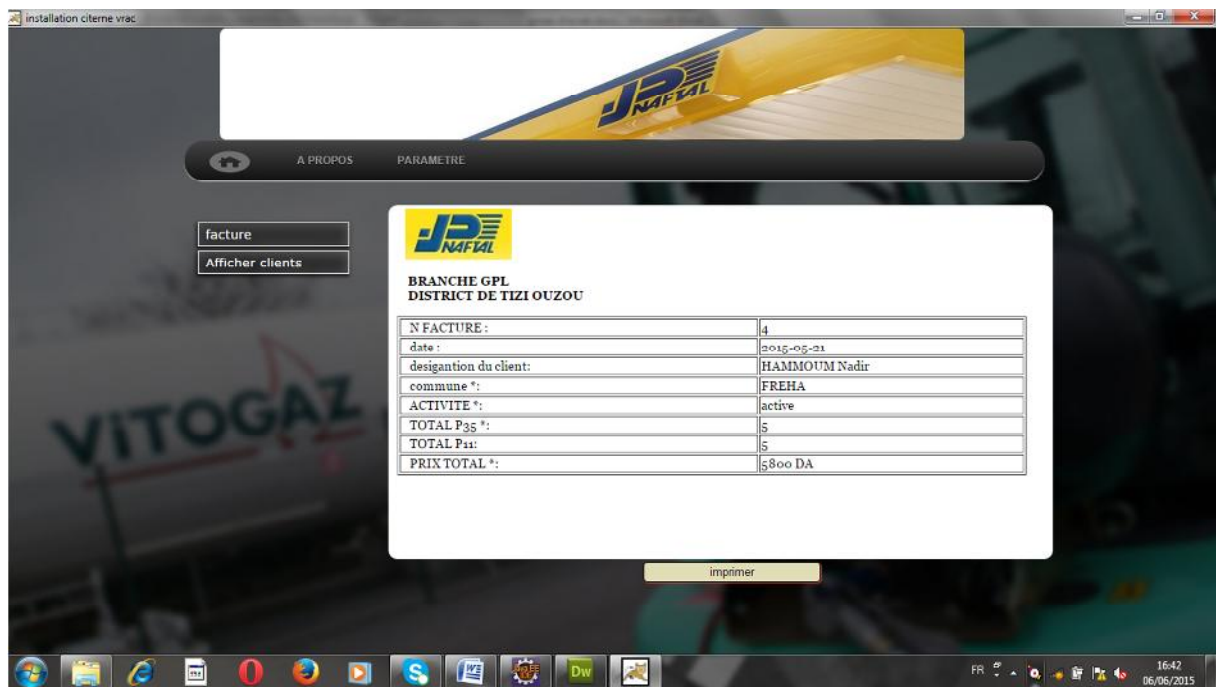 installation citerne vrac
NAFTAL
A PROPOS PARAMETRE
facture
Afficher clients
NAFTAL
BRANCHE GPL
DISTRICT DE TIZI OUZOU
N FACTURE : 4
date : 2015-05-21
desigantion du client: HAMMOUM Nadir
commune *: FREHA
ACTIVITE *: active
TOTAL P35 *: 5
TOTAL P11: 5
PRIX TOTAL *: 5800 DA
VITOGAZ
imprimer
Dw
FR
16:42
06/06/2015